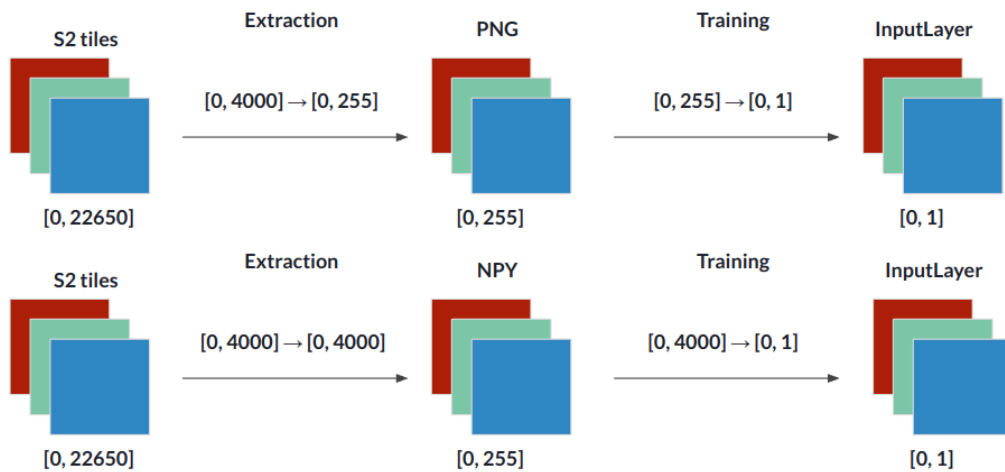 Extraction
Training
S2 tiles
PNG
InputLayer
[0, 4000] → [0, 255]
[0, 255] → [0, 1]
[0, 22650]
[0, 255]
[0, 1]
Extraction
Training
S2 tiles
NPY
InputLayer
[0, 4000] → [0, 4000]
[0, 4000] → [0, 1]
[0, 22650]
[0, 255]
[0, 1]